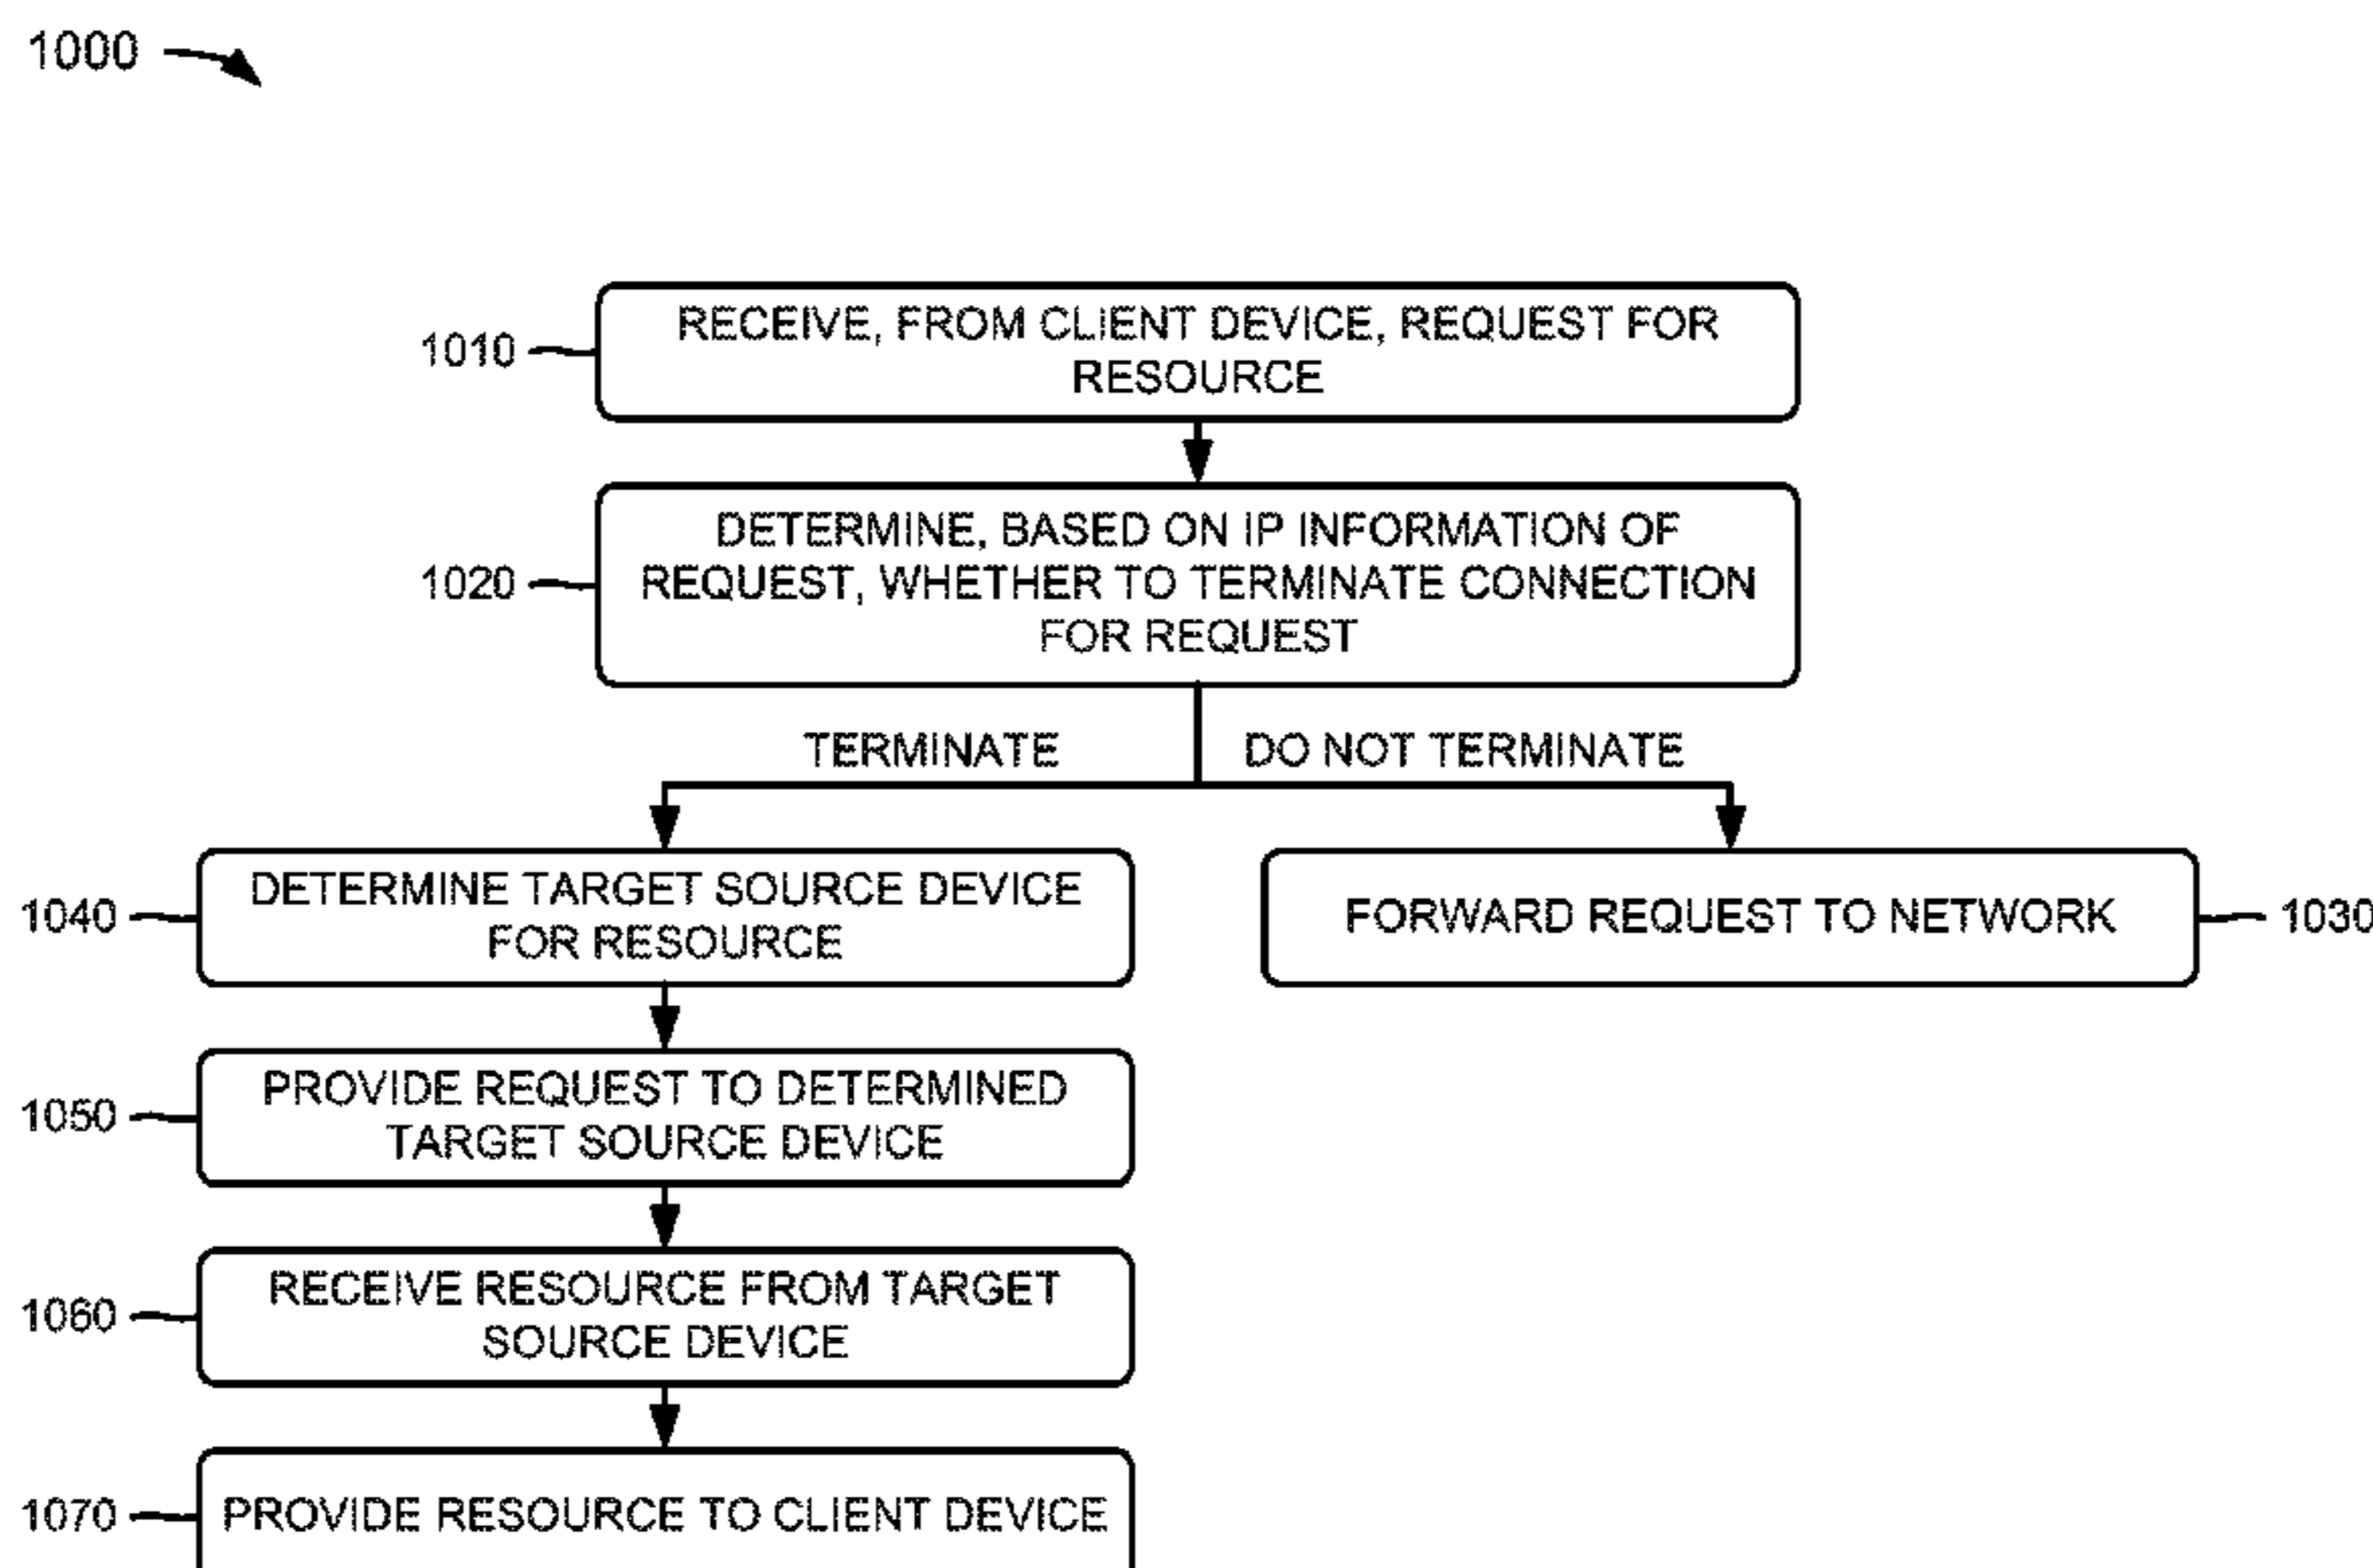 1000
1010
RECEIVE, FROM CLIENT DEVICE, REQUEST FOR
RESOURCE
1020
DETERMINE, BASED ON IP INFORMATION OF
REQUEST, WHETHER TO TERMINATE CONNECTION
FOR REQUEST
TERMINATE
DO NOT TERMINATE
1040
DETERMINE TARGET SOURCE DEVICE
FOR RESOURCE
FORWARD REQUEST TO NETWORK
1030
1050
PROVIDE REQUEST TO DETERMINED
TARGET SOURCE DEVICE
1060
RECEIVE RESOURCE FROM TARGET
SOURCE DEVICE
1070
PROVIDE RESOURCE TO CLIENT DEVICE